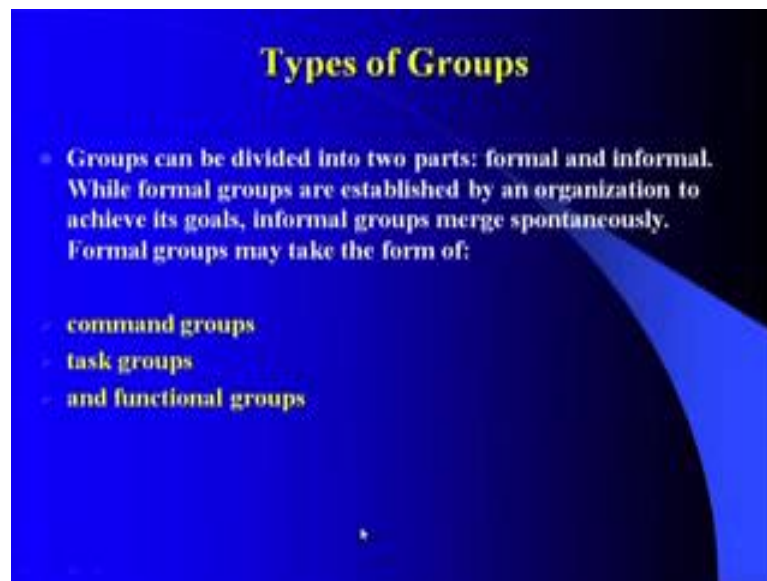 Types of Groups
Groups can be divided into two parts: formal and informal.
While formal groups are established by an organization to
achieve its goals, informal groups merge spontaneously.
Formal groups may take the form of:
command groups
task groups
and functional groups